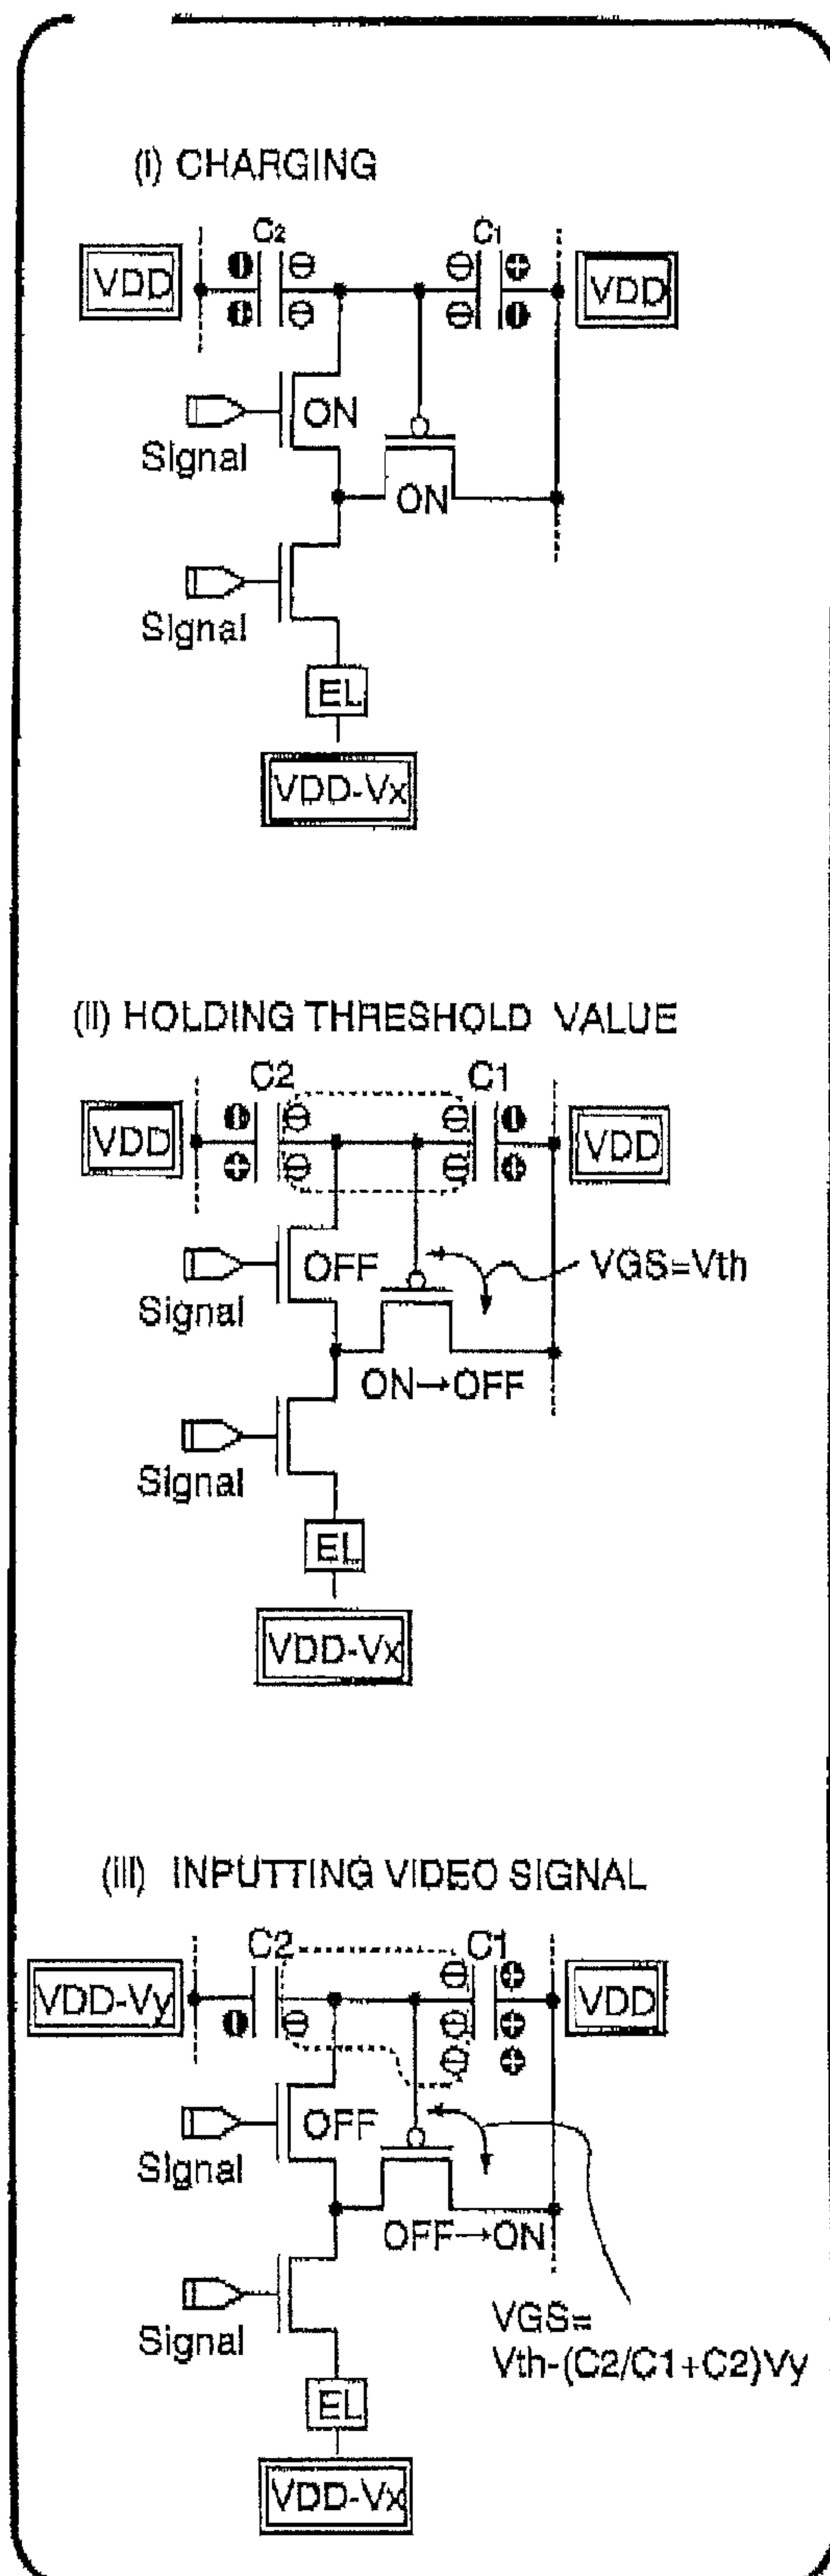 (i) CHARGING
C2 C1
VDD VDD
ON
Signal
ON
Signal
EL
VDD-Vx
(ii) HOLDING THRESHOLD VALUE
C2 C1
VDD VDD
OFF VGS=Vth
Signal
ON→OFF
Signal
EL
VDD-Vx
(iii) INPUTTING VIDEO SIGNAL
C2 C1
VDD-Vy VDD
OFF
Signal
OFF→ON
VGS=
Signal
Vth-(C2/C1+C2)Vy
EL
VDD-Vx